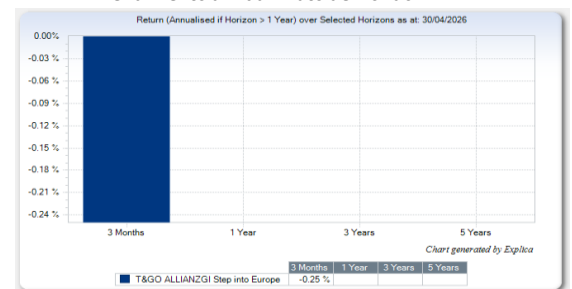 Return (Annualised if Horizon > 1 Year) over Selected Horizons as at: 30/04/2026
0.00%
-0.03 %
-0.06 %
-0.09 %
-0.12 %
-0.15 %
-0.18 %
-0.21 %
-0.24 %
3 Months 1 Year 3 Years 5 Years
Chart generated by Explica
3 Months 1 Year 3 Years 5 Years
T&GO ALLIANZGI Step into Europe -0.25 %